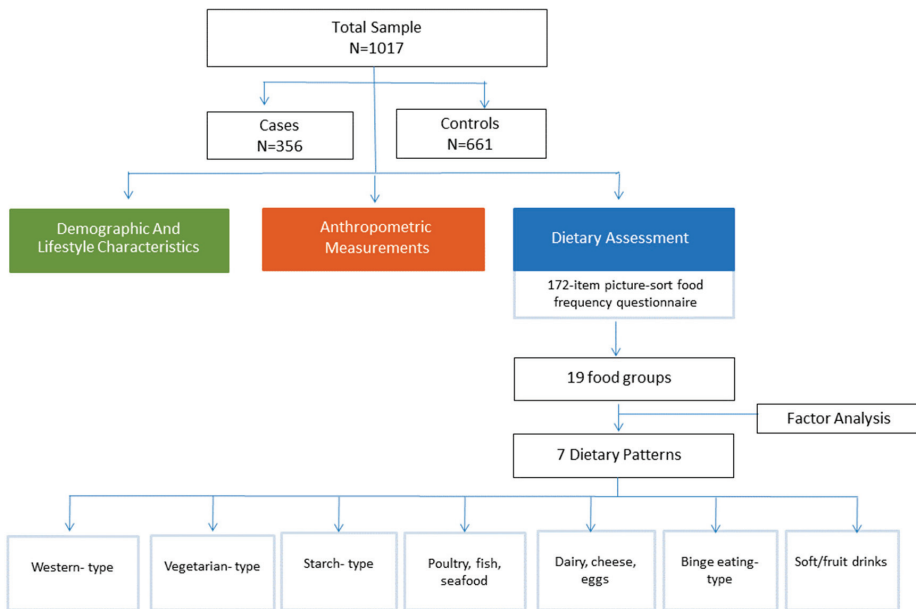 Total Sample
N=1017
Cases
N=356
Controls
N=661
Demographic And
Lifestyle Characteristics
Anthropometric
Measurements
Dietary Assessment
172-item picture-sort food
frequency questionnaire
19 food groups
Factor Analysis
7 Dietary Patterns
Western- type
Vegetarian- type
Starch- type
Poultry, fish,
seafood
Dairy, cheese,
eggs
Binge eating-
type
Soft/fruit drinks